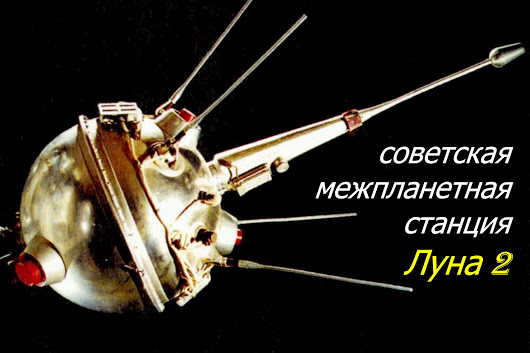 советская
межпланетная
станция
Луна 2